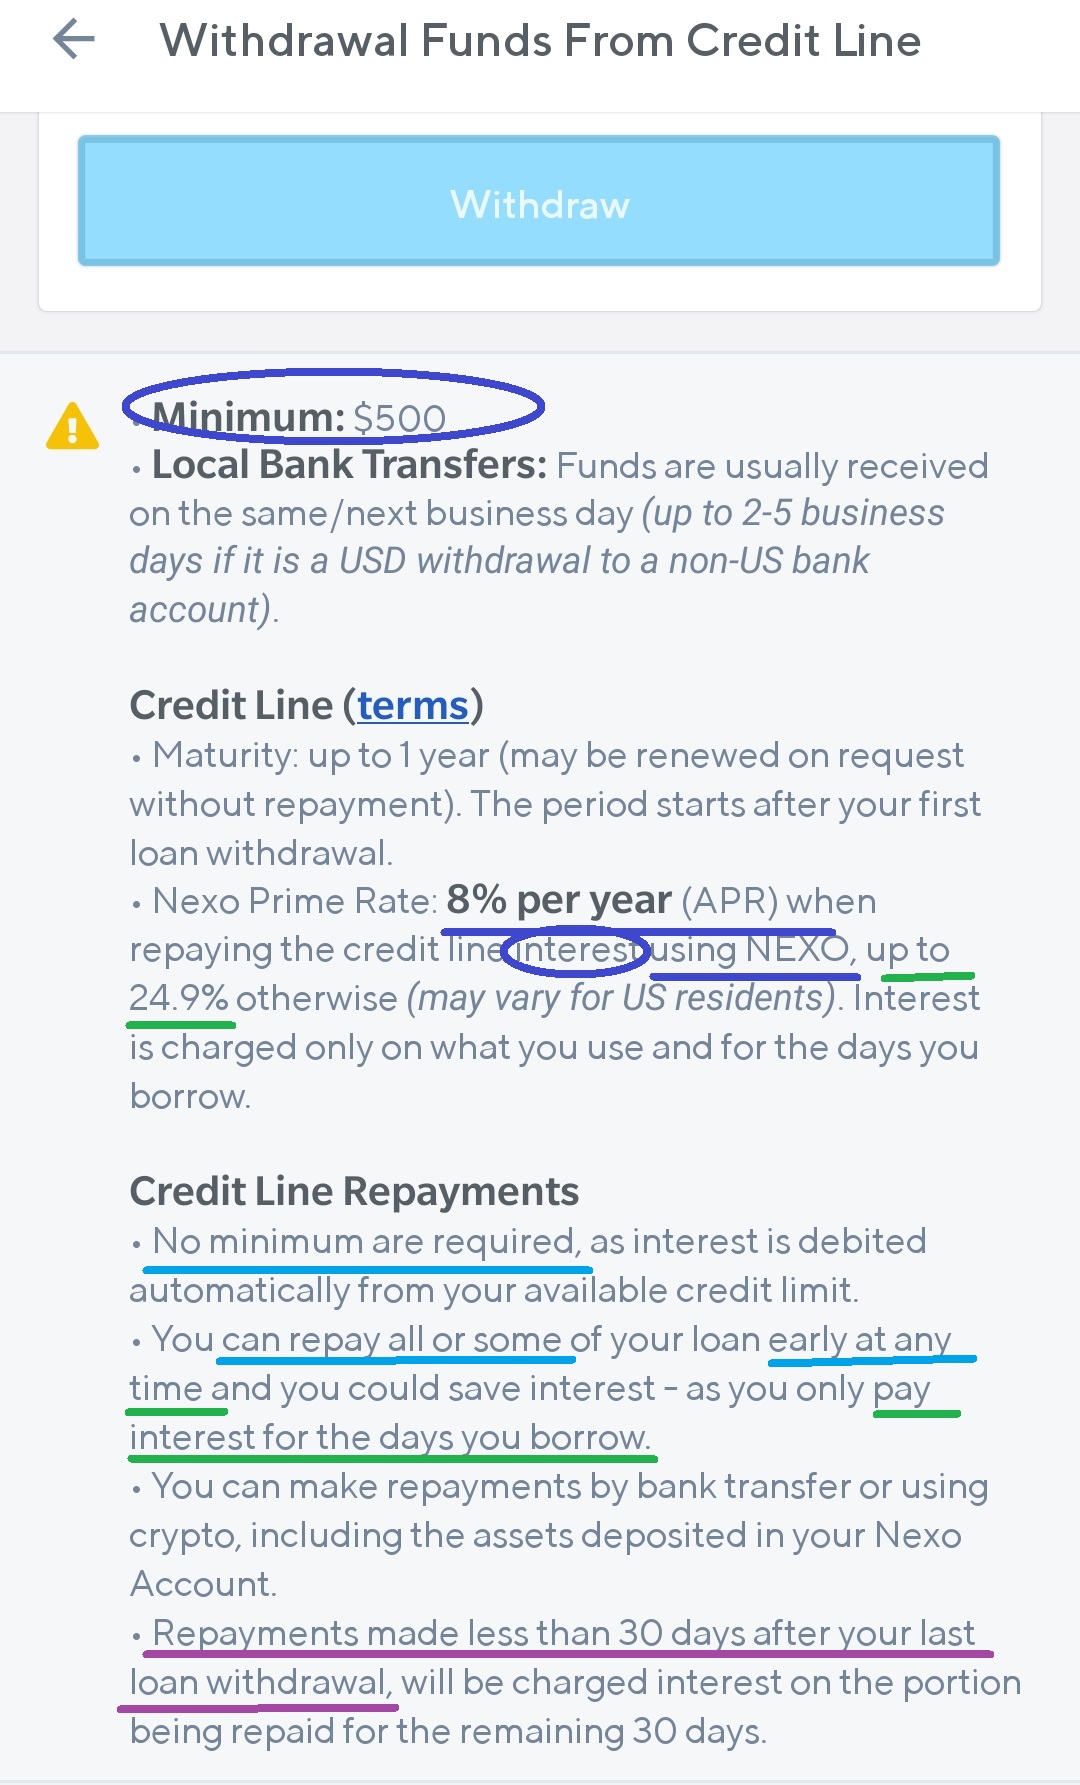 Withdrawal Funds From Credit Line
Withdraw
• Minimum: $500
• Local Bank Transfers: Funds are usually received
on the same/next business day (up to 2-5 business
days if it is a USD withdrawal to a non-US bank
account).
Credit Line (terms)
• Maturity: up to 1 year (may be renewed on request
without repayment). The period starts after your first
loan withdrawal.
• Nexo Prime Rate: 8% per year (APR) when
repaying the credit line interest using NEXO, up to
24.9% otherwise (may vary for US residents). Interest
is charged only on what you use and for the days you
borrow.
Credit Line Repayments
• No minimum are required, as interest is debited
automatically from your available credit limit.
• You can repay all or some of your loan early at any
time and you could save interest - as you only pay
interest for the days you borrow.
• You can make repayments by bank transfer or using
crypto, including the assets deposited in your Nexo
Account.
• Repayments made less than 30 days after your last
loan withdrawal, will be charged interest on the portion
being repaid for the remaining 30 days.